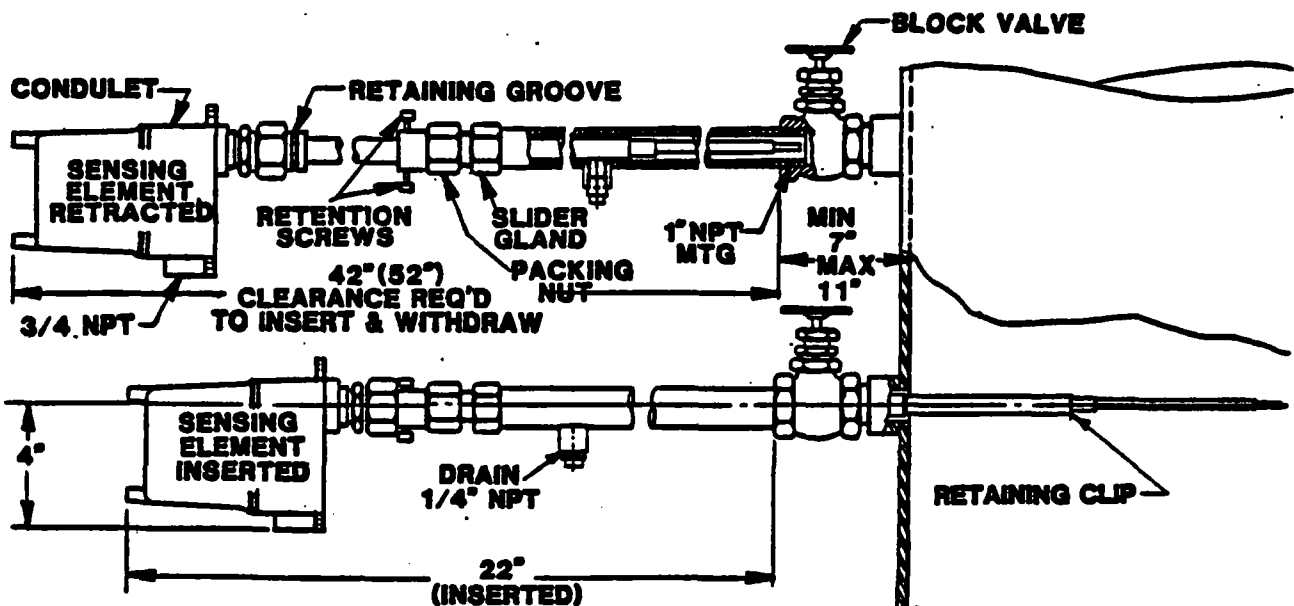 BLOCK VALVE
CONDULET
RETAINING GROOVE
SENSING
ELEMENT
RETRACTED
RETENTION
SCREWS
SLIDER
GLAND
PACKING
NUT
1" NPT
MTG
MIN
7"
MAX
11"
42" (52")
CLEARANCE REQ'D
TO INSERT & WITHDRAW
3/4 NPT
SENSING
ELEMENT
INSERTED
4"
DRAIN
1/4" NPT
RETAINING CLIP
22"
(INSERTED)